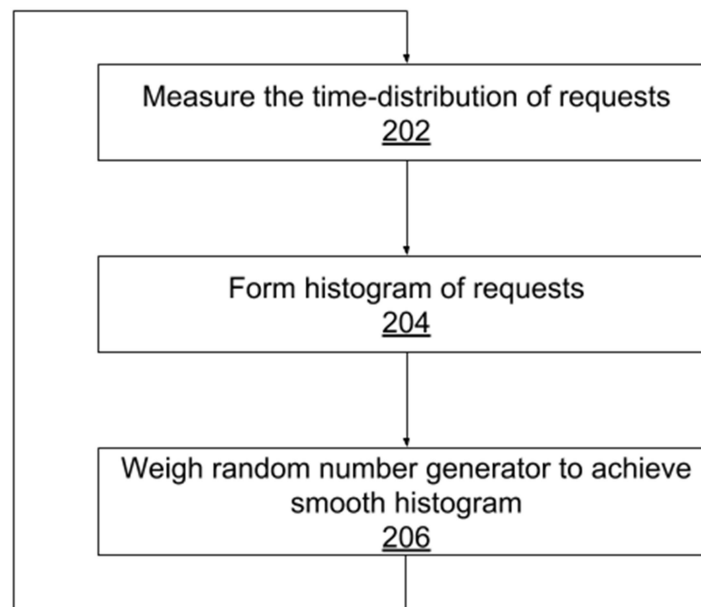 Measure the time-distribution of requests
202
Form histogram of requests
204
Weigh random number generator to achieve
smooth histogram
206